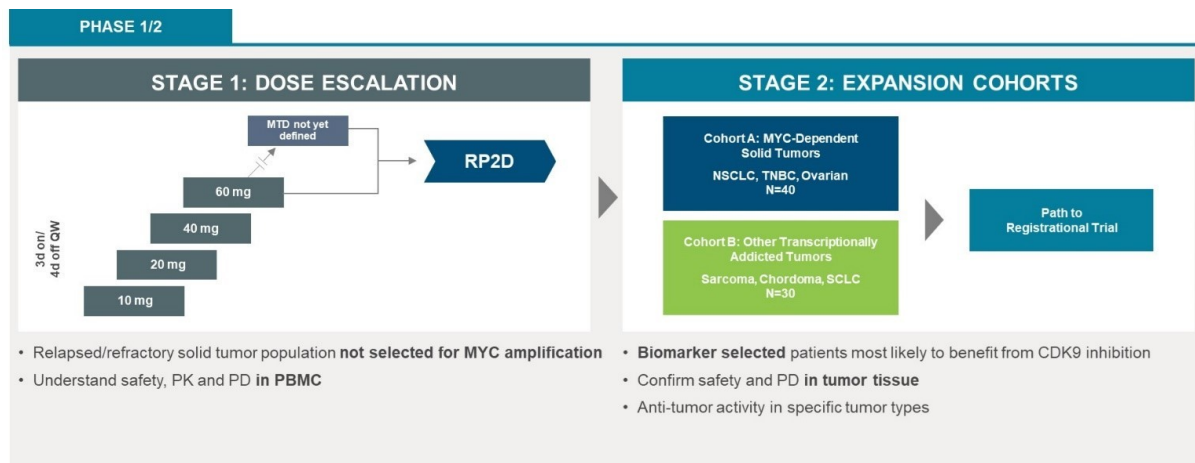 PHASE 1/2
STAGE 1: DOSE ESCALATION
MTD not yet
defined
RP2D
60 mg
40 mg
20 mg
10 mg
3d on/
4d off QW
• Relapsed/refractory solid tumor population not selected for MYC amplification
• Understand safety, PK and PD in PBMC
STAGE 2: EXPANSION COHORTS
Cohort A: MYC-Dependent
Solid Tumors
NSCLC, TNBC, Ovarian
N=40
Cohort B: Other Transcriptionally
Addicted Tumors
Sarcoma, Chordoma, SCLC
N=30
Path to
Registrational Trial
• Biomarker selected patients most likely to benefit from CDK9 inhibition
• Confirm safety and PD in tumor tissue
• Anti-tumor activity in specific tumor types